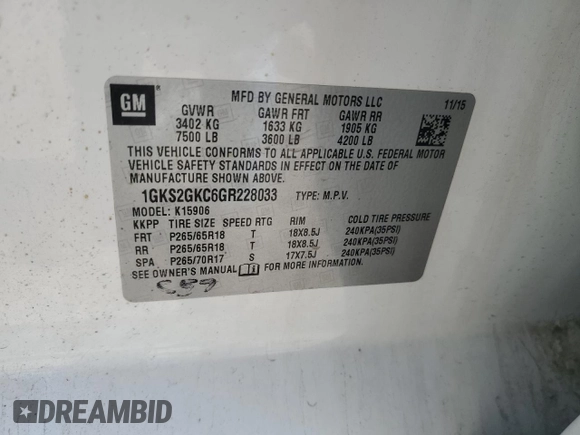 GM
MFD BY GENERAL MOTORS LLC 11/15
GVWR GAWR FRT GAWR RR
3402 KG 1633 KG 1905 KG
7500 LB 3600 LB 4200 LB
THIS VEHICLE CONFORMS TO ALL APPLICABLE U.S. FEDERAL MOTOR
VEHICLE SAFETY STANDARDS IN EFFECT ON THE DATE OF
MANUFACTURE SHOWN ABOVE.
1GKS2GKC6GR228033 TYPE: M.P.V.
MODEL: K15906
KKPP TIRE SIZE SPEED RTG RIM COLD TIRE PRESSURE
FRT P265/65R18 T 18X8.5J 240KPA(35PSI)
RR P265/65R18 T 18X8.5J 240KPA(35PSI)
SPA P265/70R17 S 17X7.5J 240KPA(35PSI)
SEE OWNER'S MANUAL FOR MORE INFORMATION.
DREAMBID